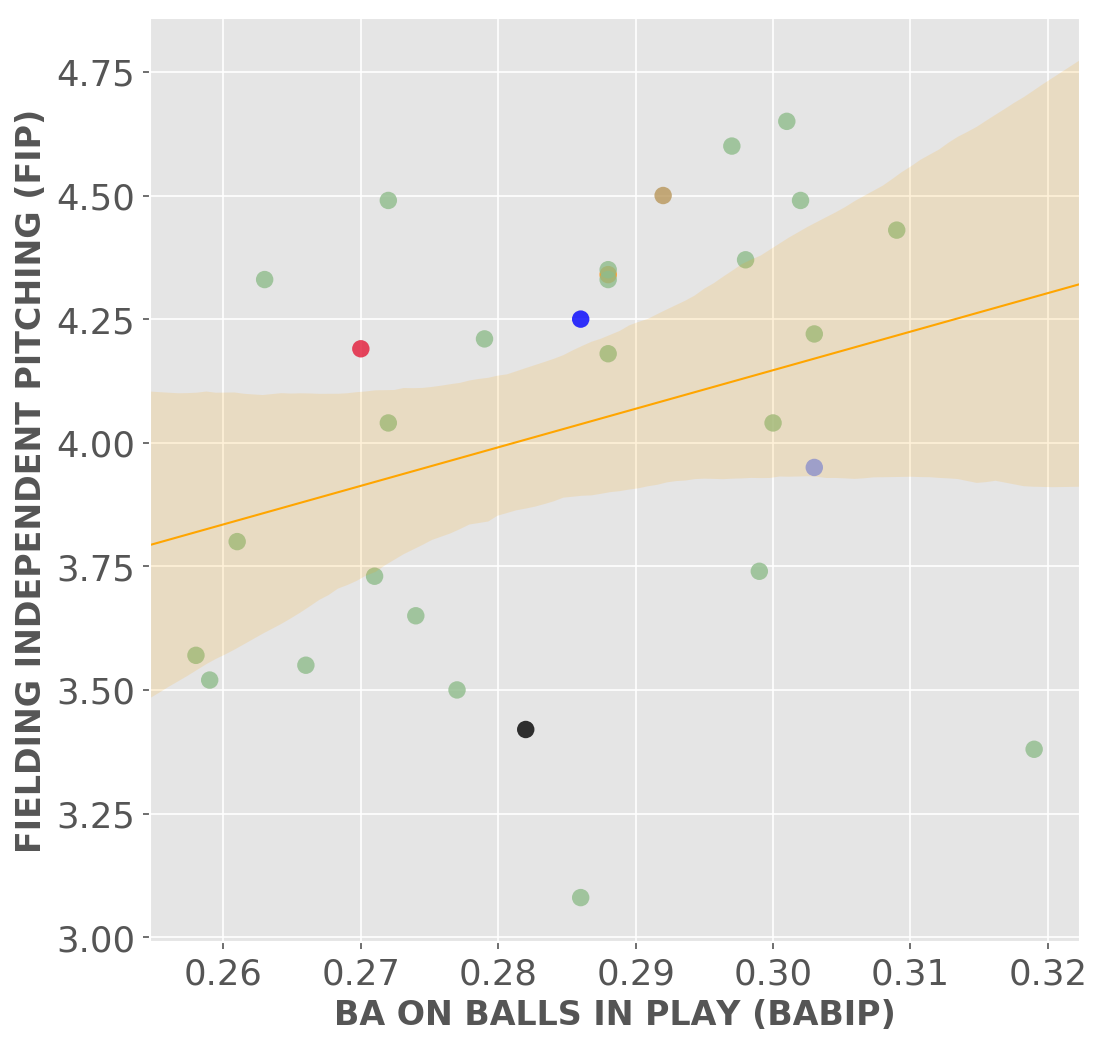 FIELDING INDEPENDENT PITCHING (FIP)
4.75
4.50
4.25
4.00
3.75
3.50
3.25
3.00
0.26 0.27 0.28 0.29 0.30 0.31 0.32
BA ON BALLS IN PLAY (BABIP)